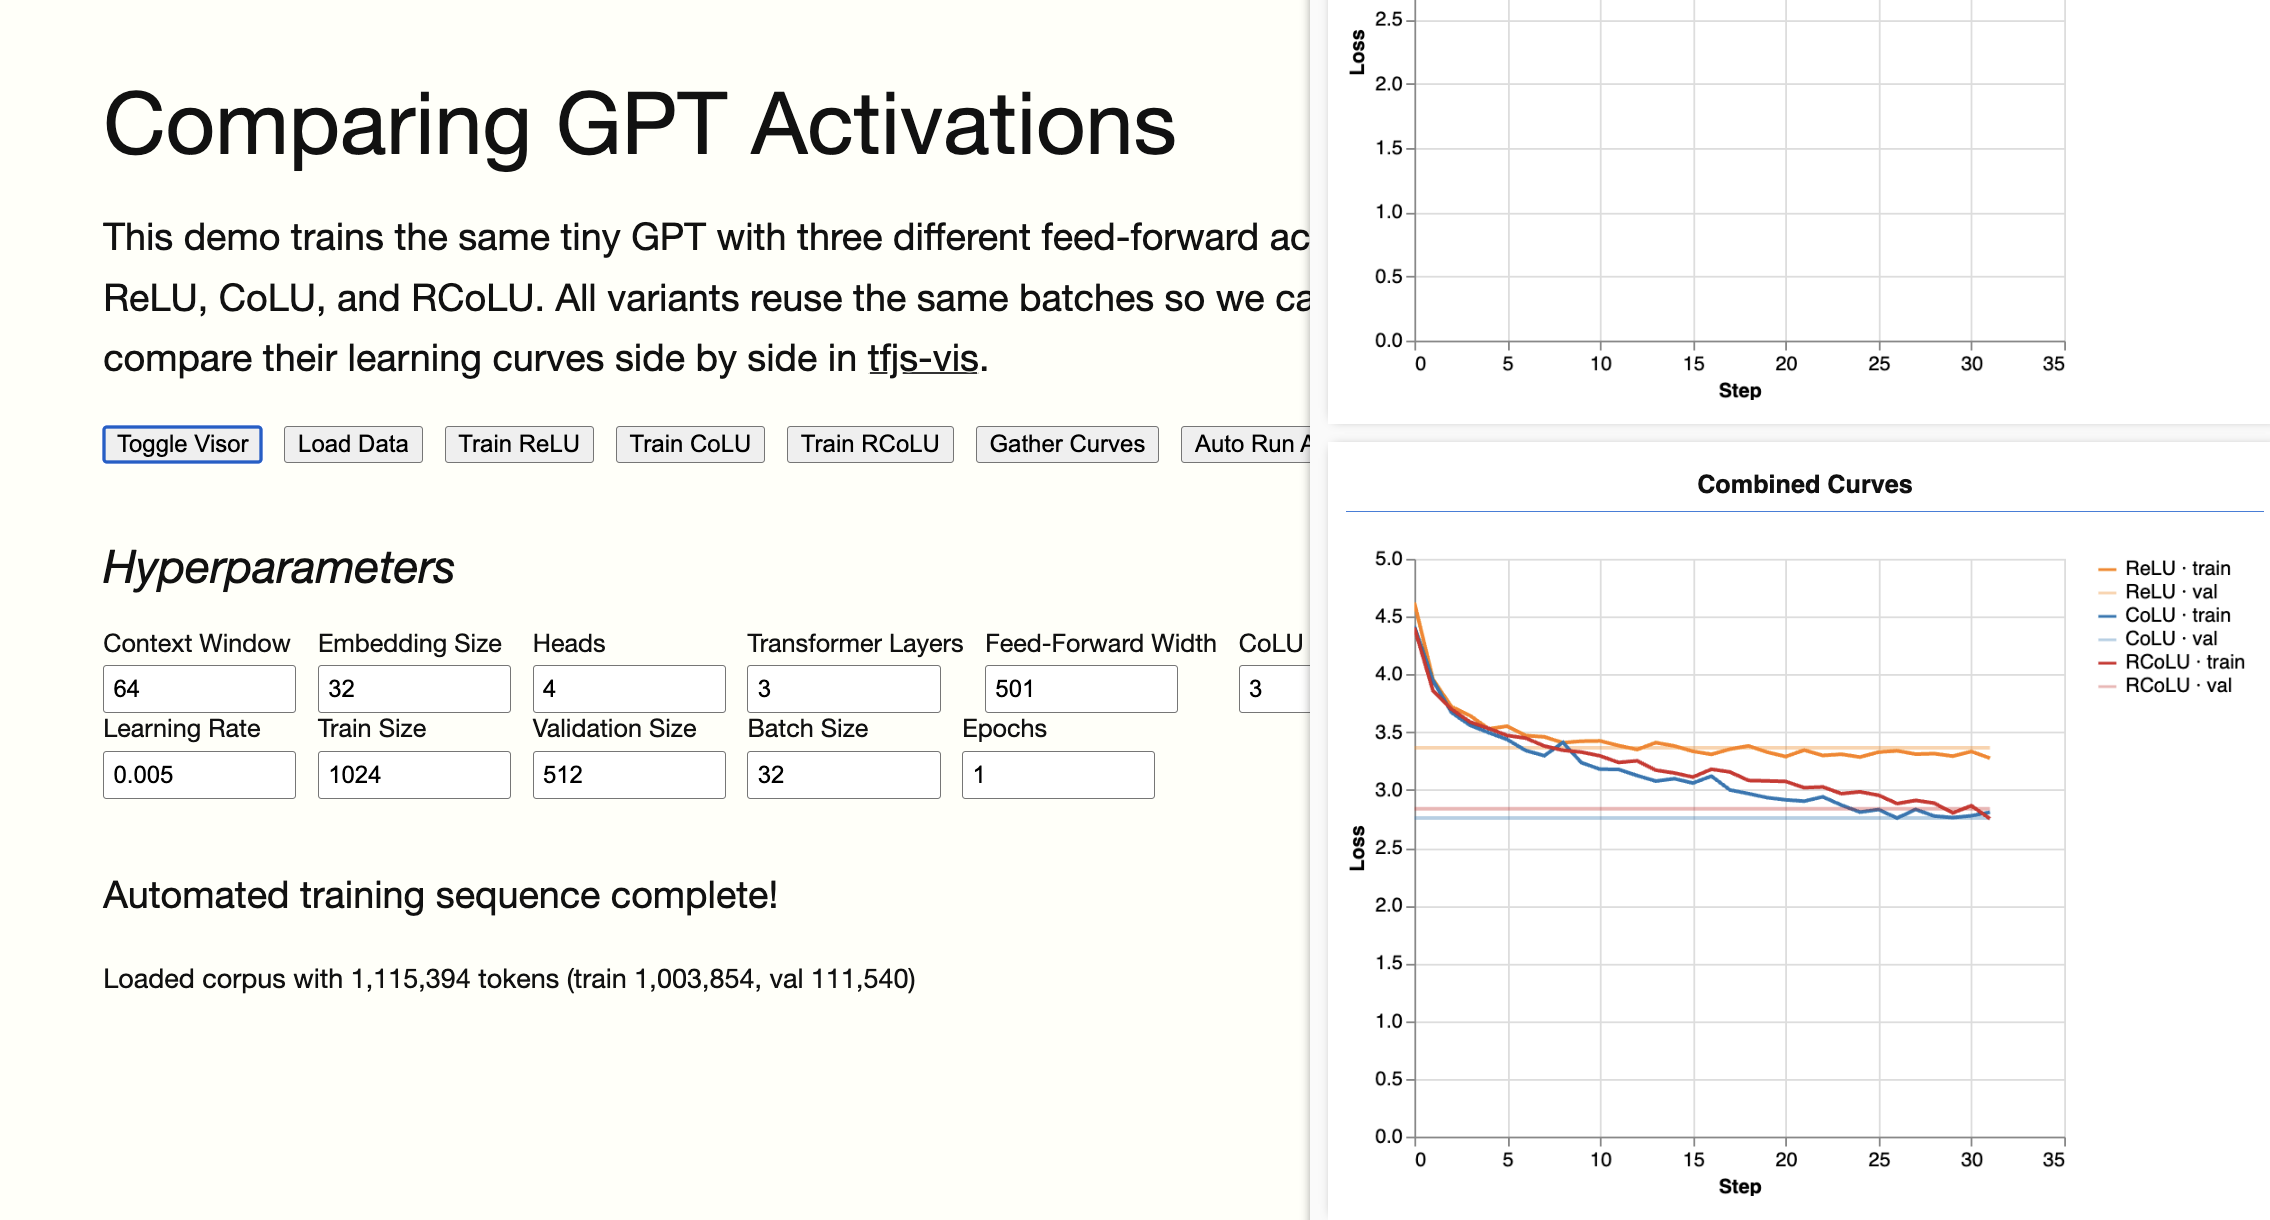 Comparing GPT Activations
This demo trains the same tiny GPT with three different feed-forward ac
ReLU, CoLU, and RCoLU. All variants reuse the same batches so we ca
compare their learning curves side by side in tfjs-vis.
Toggle Visor Load Data Train ReLU Train CoLU Train RCoLU Gather Curves Auto Run A
Hyperparameters
Context Window Embedding Size Heads Transformer Layers Feed-Forward Width CoLU
64 32 4 3 501 3
Learning Rate Train Size Validation Size Batch Size Epochs
0.005 1024 512 32 1
Automated training sequence complete!
Loaded corpus with 1,115,394 tokens (train 1,003,854, val 111,540)
2.5
Loss
2.0
1.5
1.0
0.5
0.0
0 5 10 15 20 25 30 35
Step
Combined Curves
5.0
4.5
4.0
3.5
3.0
Loss
2.5
2.0
1.5
1.0
0.5
0.0
0 5 10 15 20 25 30 35
Step
ReLU · train
ReLU · val
CoLU · train
CoLU · val
RCoLU · train
RCoLU · val